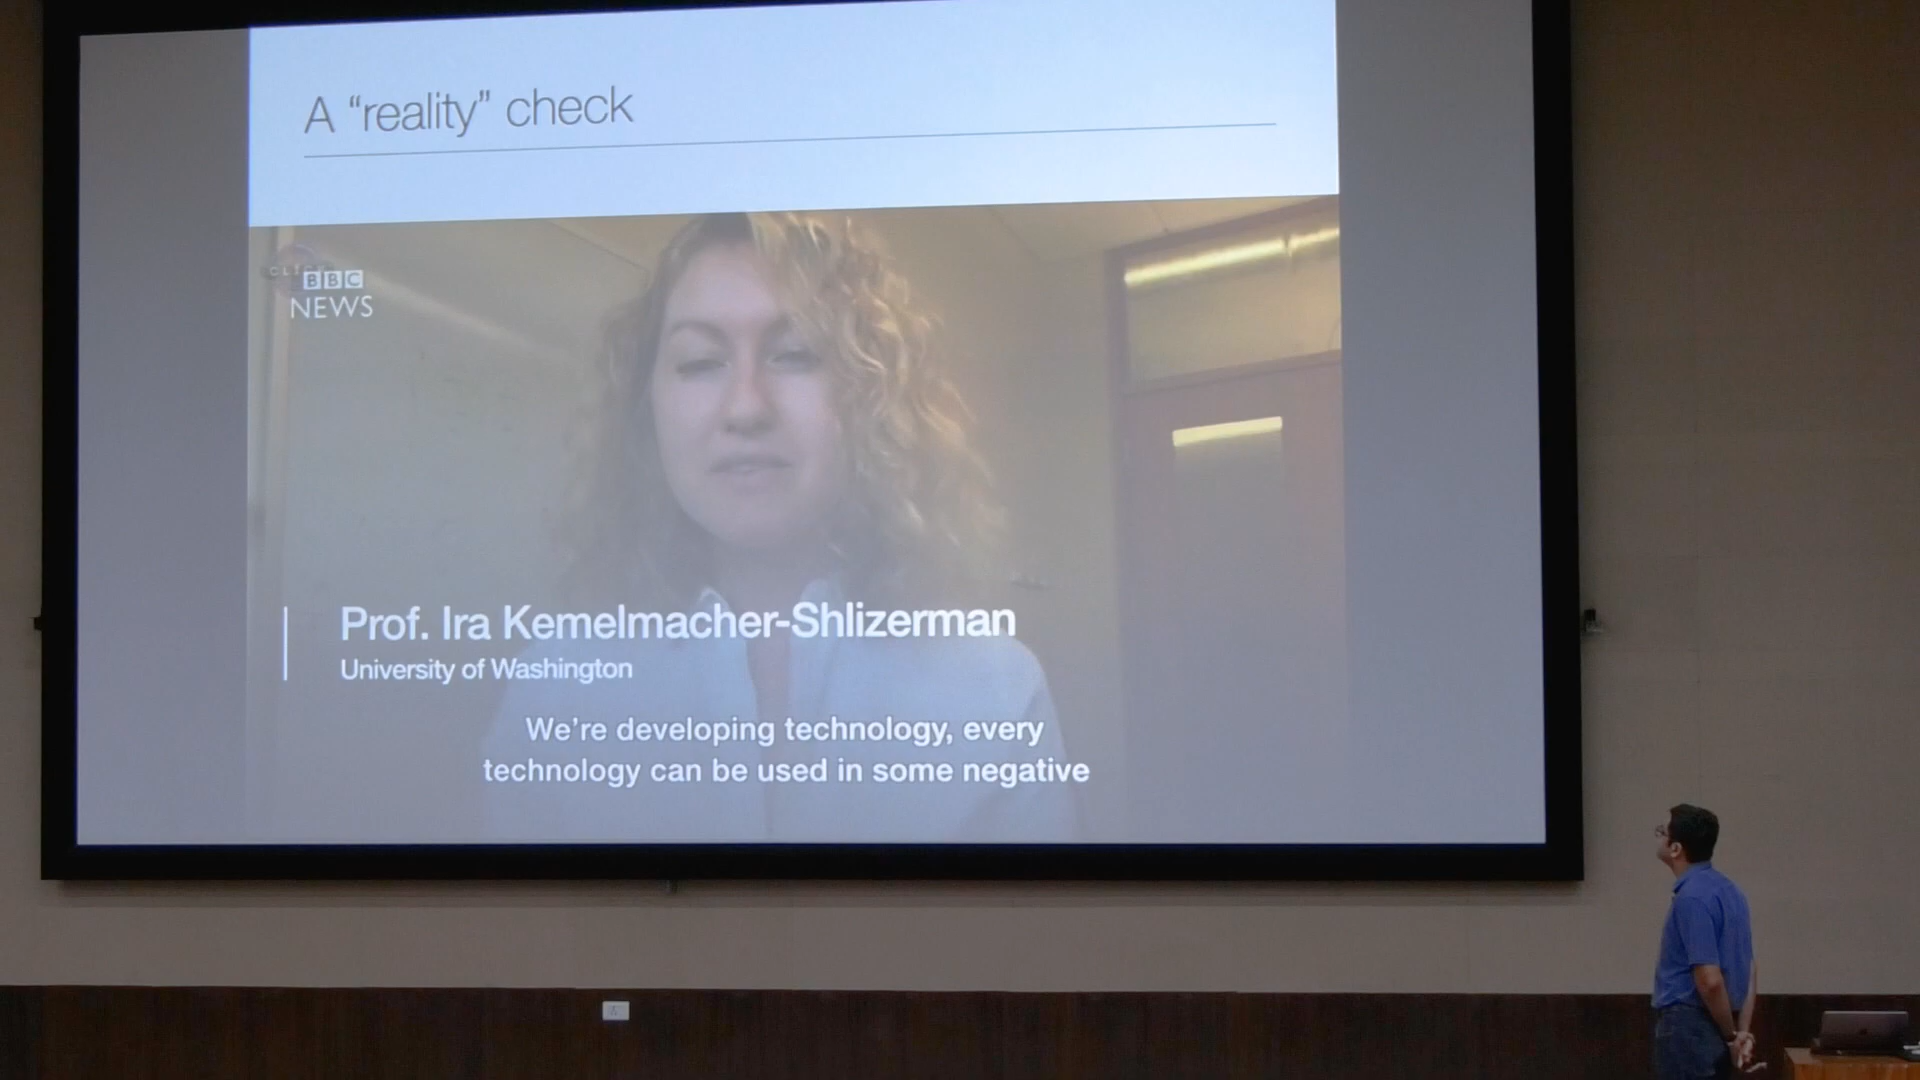 A “reality” check
CLICK
BBC
NEWS
Prof. Ira Kemelmacher-Shlizerman
University of Washington
We’re developing technology, every
technology can be used in some negative